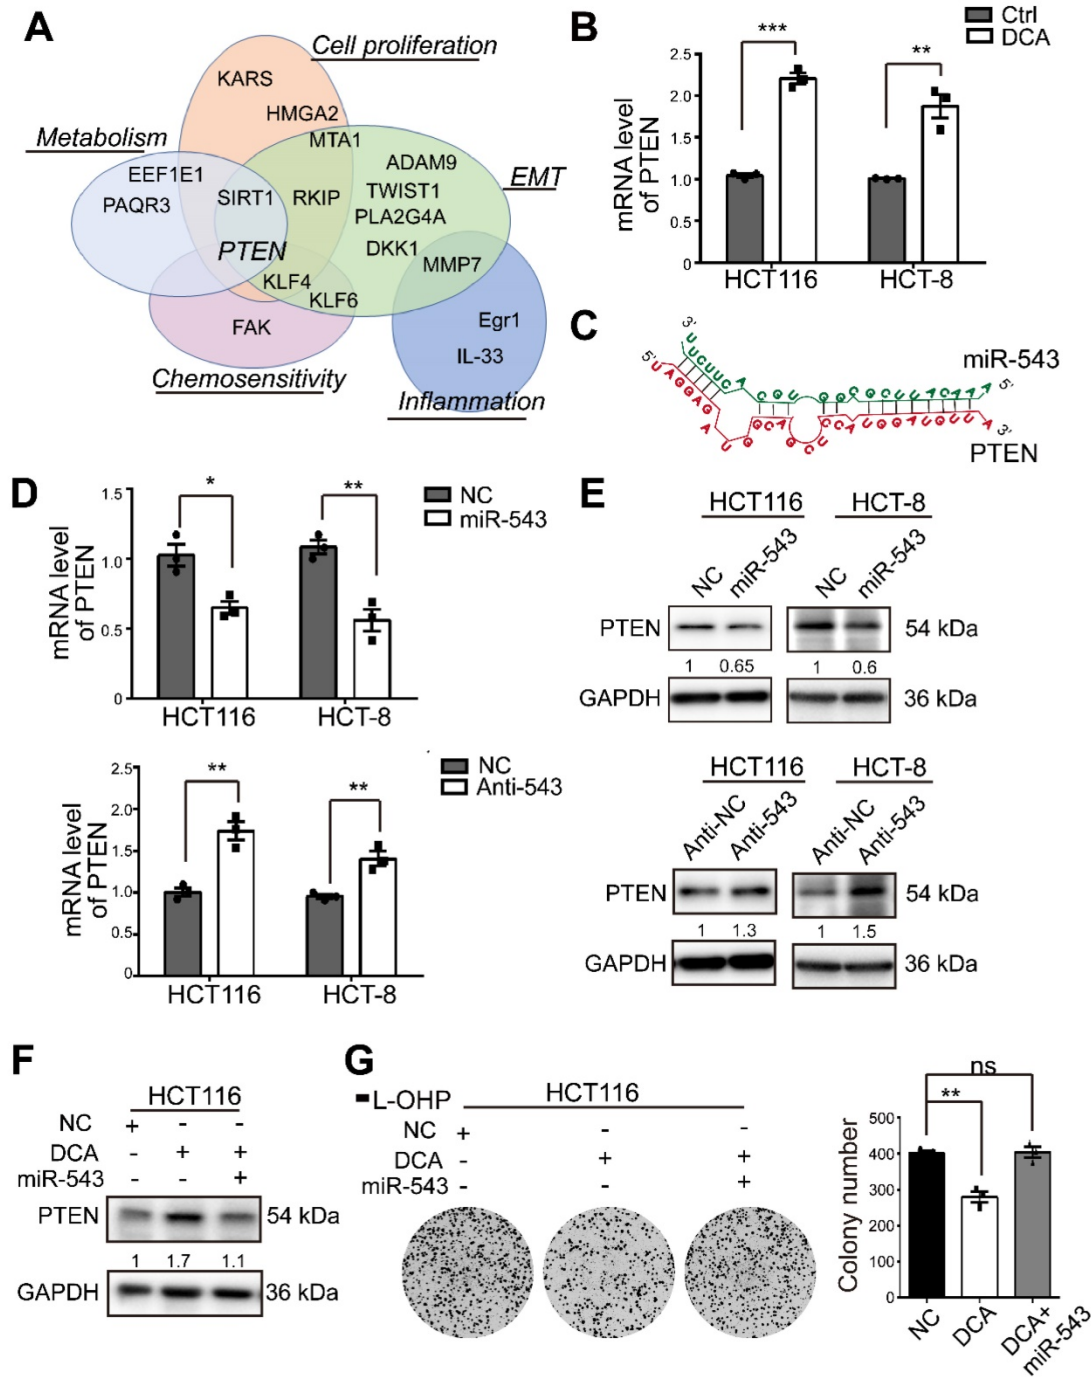 A
Cell proliferation
KARS
HMGA2
MTA1
Metabolism
EEF1E1
PAQR3
SIRT1
RKIP
ADAM9
TWIST1
PLA2G4A
DKK1
EMT
PTEN
MMP7
KLF4
KLF6
FAK
Egr1
IL-33
Chemosensitivity
Inflammation
B
Ctrl
DCA
mRNA level
of PTEN
2.5
2.0
1.5
1.0
0.5
0
***
**
HCT116
HCT-8
C
3'
5'
UUCUUCA CGU GGCGCUUACAAA
5'
miR-543
UAGGAGAUGCAGCUCCAUGGAUGUUA
3'
PTEN
D
NC
miR-543
mRNA level
of PTEN
1.5
1.0
0.5
0
*
**
HCT116
HCT-8
NC
Anti-543
mRNA level
of PTEN
2.5
2.0
1.5
1.0
0.5
0
**
**
HCT116
HCT-8
E
HCT116 HCT-8
NC miR-543 NC miR-543
PTEN 54 kDa
1 0.65 1 0.6
GAPDH 36 kDa
HCT116 HCT-8
Anti-NC Anti-543 Anti-NC Anti-543
PTEN 54 kDa
1 1.3 1 1.5
GAPDH 36 kDa
F
HCT116
NC + - -
DCA - + +
miR-543 - - +
PTEN 54 kDa
1 1.7 1.1
GAPDH 36 kDa
G
L-OHP
HCT116
NC + - -
DCA - + +
miR-543 - - +
Colony number
500
400
300
200
100
0
ns
**
NC
DCA
DCA+
miR-543